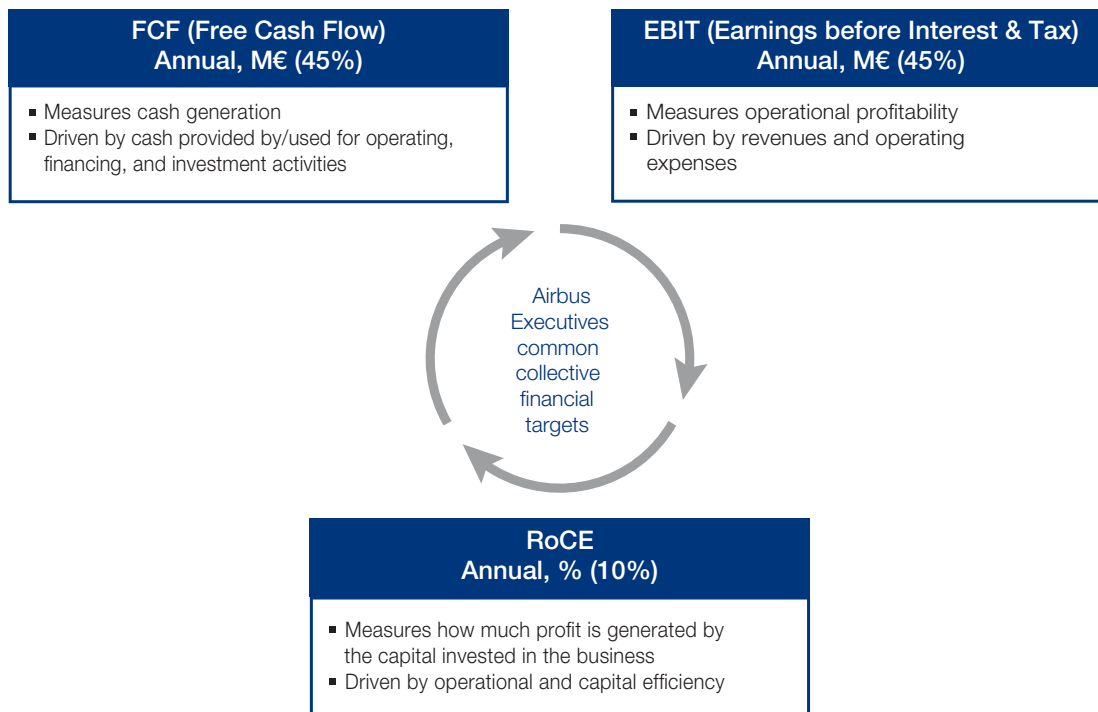 FCF (Free Cash Flow)
Annual, M€ (45%)
▪ Measures cash generation
▪ Driven by cash provided by/used for operating,
financing, and investment activities
EBIT (Earnings before Interest & Tax)
Annual, M€ (45%)
▪ Measures operational profitability
▪ Driven by revenues and operating
expenses
Airbus
Executives
common
collective
financial
targets
RoCE
Annual, % (10%)
▪ Measures how much profit is generated by
the capital invested in the business
▪ Driven by operational and capital efficiency